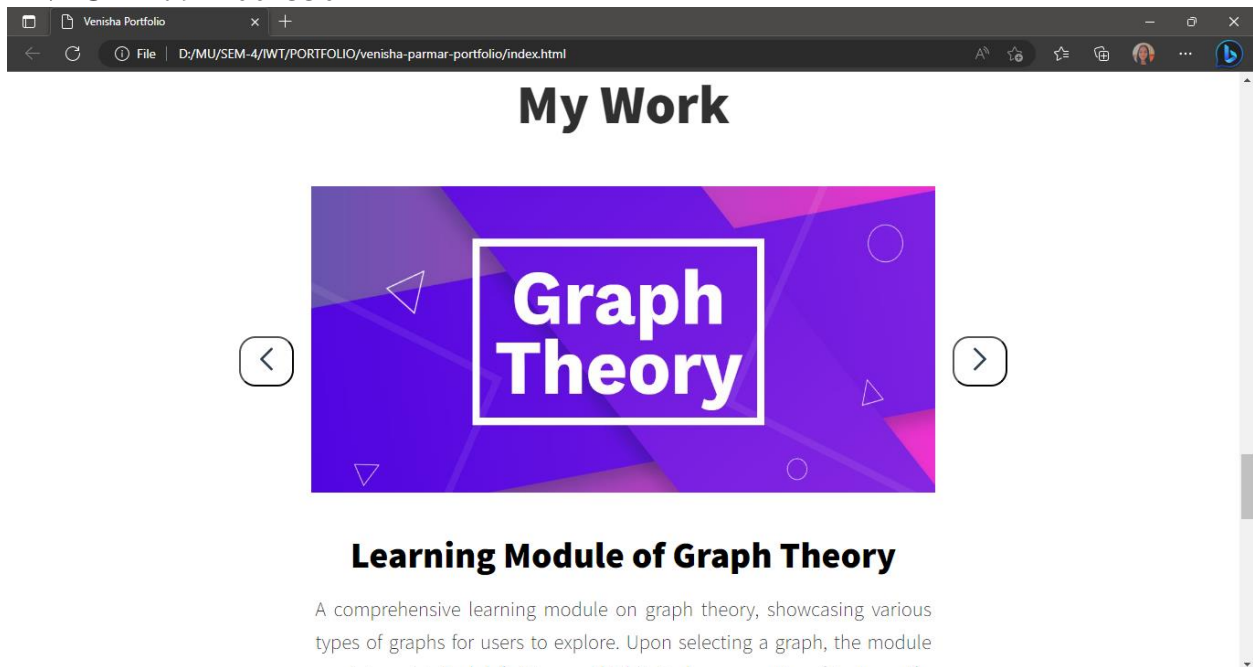 Venisha Portfolio
File D:/MU/SEM-4/IWT/PORTFOLIO/venisha-parmar-portfolio/index.html
My Work
Graph
Theory
Learning Module of Graph Theory
A comprehensive learning module on graph theory, showcasing various
types of graphs for users to explore. Upon selecting a graph, the module